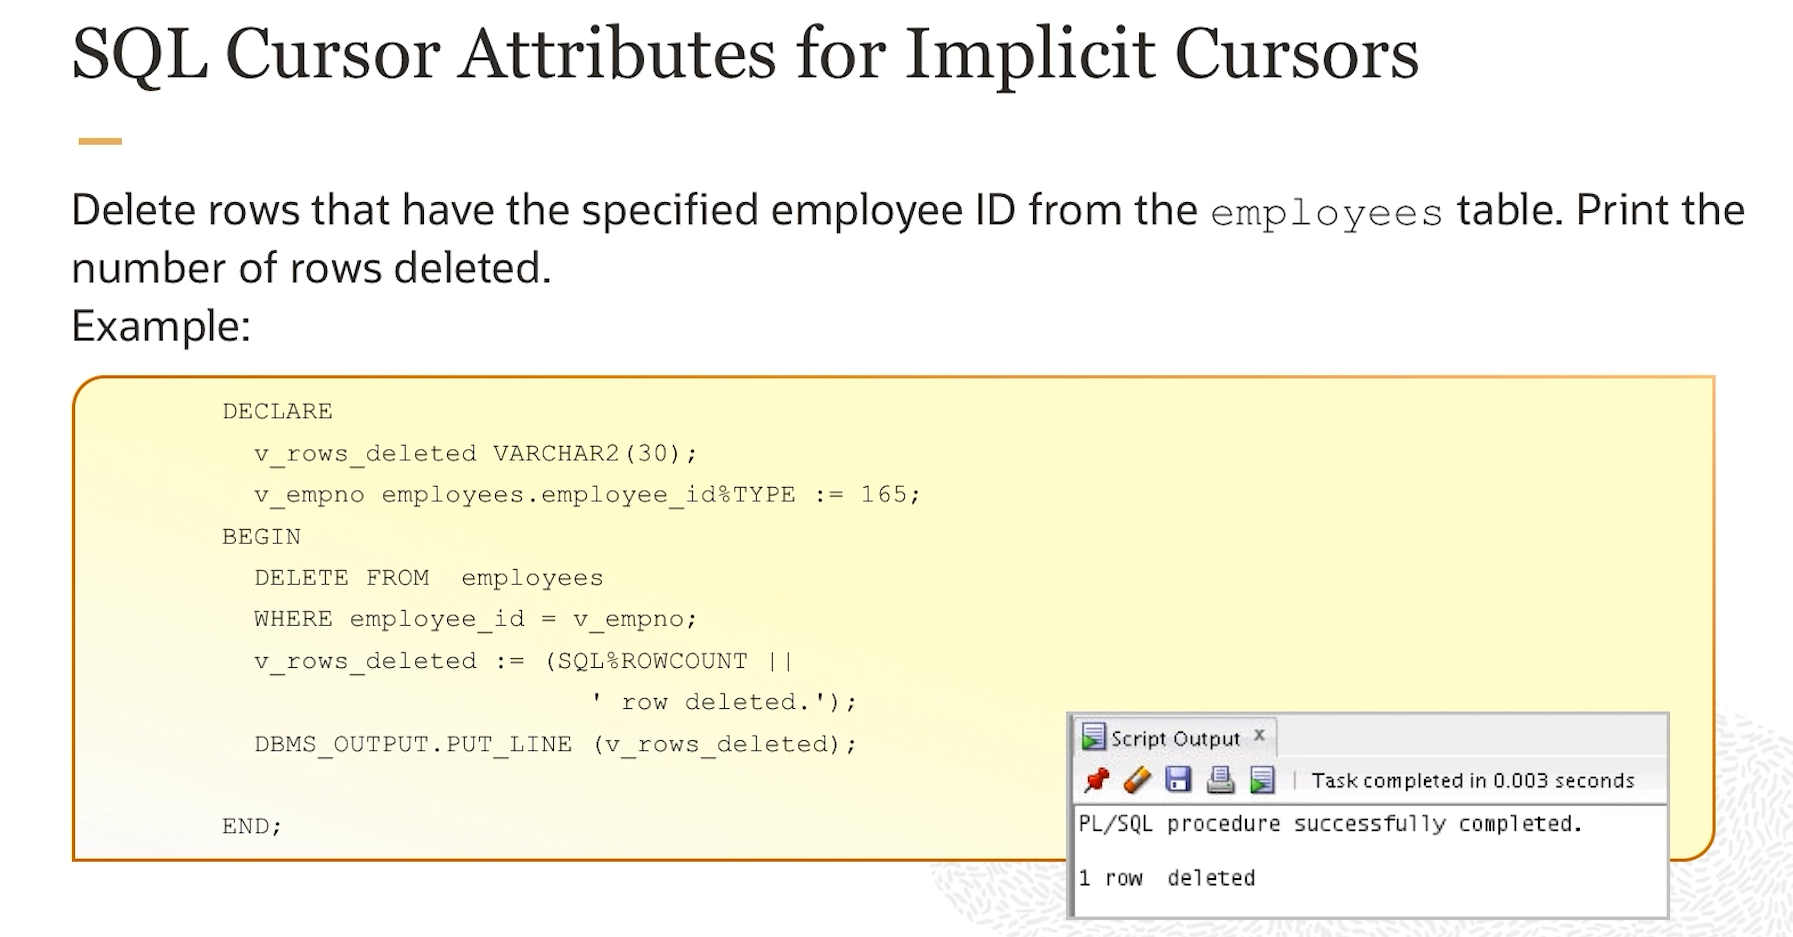 SQL Cursor Attributes for Implicit Cursors
Delete rows that have the specified employee ID from the employees table. Print the
number of rows deleted.
Example:
DECLARE
v_rows_deleted VARCHAR2(30);
v_empno employees.employee_id%TYPE := 165;
BEGIN
DELETE FROM  employees
WHERE employee_id = v_empno;
v_rows_deleted := (SQL%ROWCOUNT ||
' row deleted.');
DBMS_OUTPUT.PUT_LINE (v_rows_deleted);
END;
Script Output x
| Task completed in 0.003 seconds
PL/SQL procedure successfully completed.
1 row  deleted